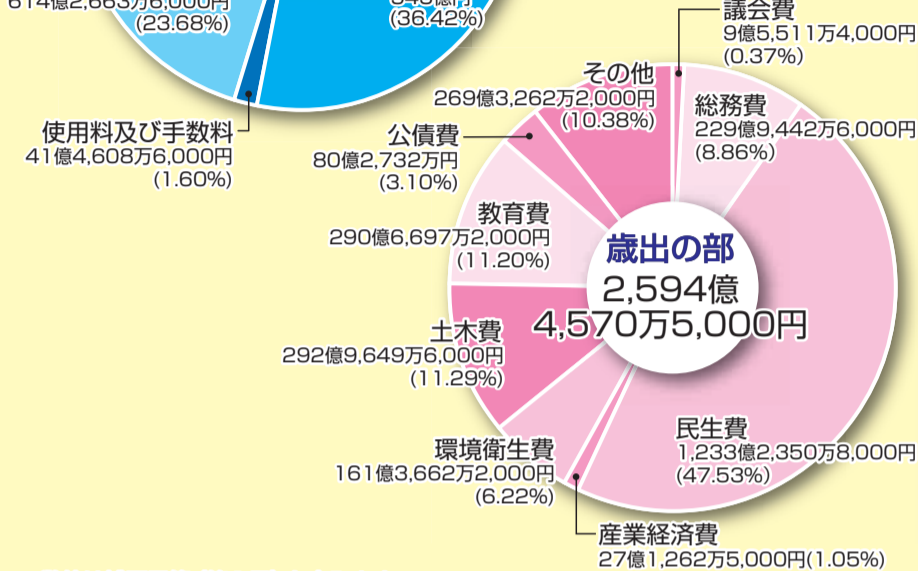 (23.68%)
(36.42%)
使用料及び手数料
41億4,608万6,000円
(1.60%)
議会費
9億5,511万4,000円
(0.37%)
総務費
229億9,442万6,000円
(8.86%)
その他
269億3,262万2,000円
(10.38%)
公債費
80億2,732万円
(3.10%)
教育費
290億6,697万2,000円
(11.20%)
歳出の部
2,594億
4,570万5,000円
土木費
292億9,649万6,000円
(11.29%)
民生費
1,233億2,350万8,000円
(47.53%)
環境衛生費
161億3,662万2,000円
(6.22%)
産業経済費
27億1,262万5,000円(1.05%)